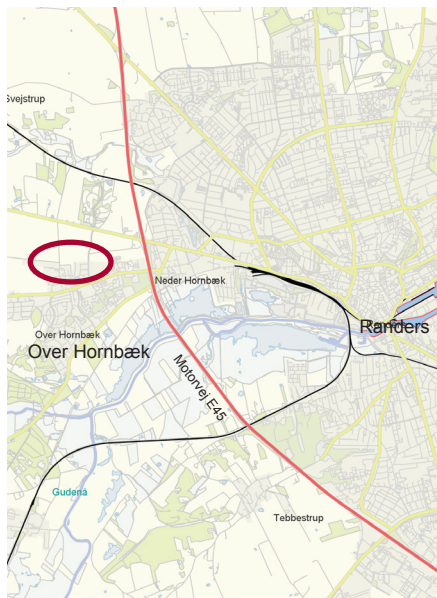 Svejstrup
Neder Hornbæk
Randers
Over Hornbæk
Over Hornbæk
Motorvej E45
Gudenå
Tebbestrup